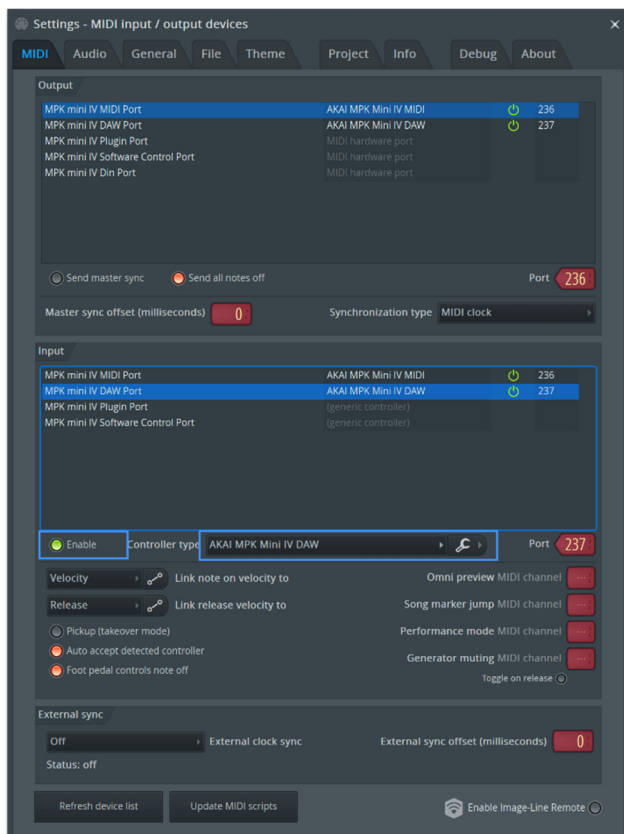 Settings - MIDI input / output devices
MIDI Audio General File Theme Project Info Debug About
Output
MPK mini IV MIDI Port AKAI MPK Mini IV MIDI 236
MPK mini IV DAW Port AKAI MPK Mini IV DAW 237
MPK mini IV Plugin Port MIDI hardware port
MPK mini IV Software Control Port MIDI hardware port
MPK mini IV Din Port MIDI hardware port
Send master sync Send all notes off Port 236
Master sync offset (milliseconds) 0 Synchronization type MIDI clock
Input
MPK mini IV MIDI Port AKAI MPK Mini IV MIDI 236
MPK mini IV DAW Port AKAI MPK Mini IV DAW 237
MPK mini IV Plugin Port (generic controller)
MPK mini IV Software Control Port (generic controller)
Enable Controller type AKAI MPK Mini IV DAW Port 237
Velocity Link note on velocity to Omni preview MIDI channel ---
Release Link release velocity to Song marker jump MIDI channel ---
Pickup (takeover mode) Performance mode MIDI channel ---
Auto accept detected controller Generator muting MIDI channel ---
Foot pedal controls note off Toggle on release
External sync
Off External clock sync External sync offset (milliseconds) 0
Status: off
Refresh device list Update MIDI scripts Enable Image-Line Remote